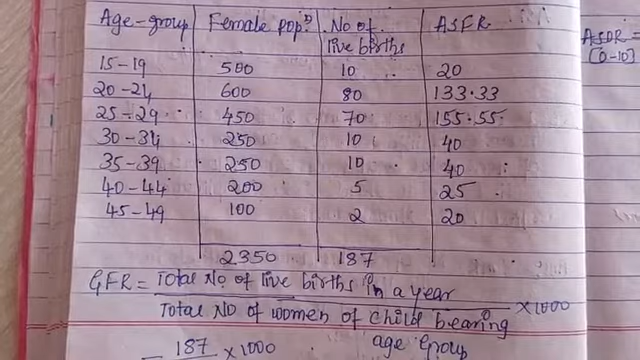 Age-group Female popⁿ No of live births ASFR
15-19 500 10 20
20-24 600 80 133.33
25-29 450 70 155.55
30-34 250 10 40
35-39 250 10 40
40-44 200 5 25
45-49 100 2 20
2350 187
GFR = Total No of live births in a year
Total No of women of child bearing age group × 1000
= 187 × 1000
ASDR =
[0-10]